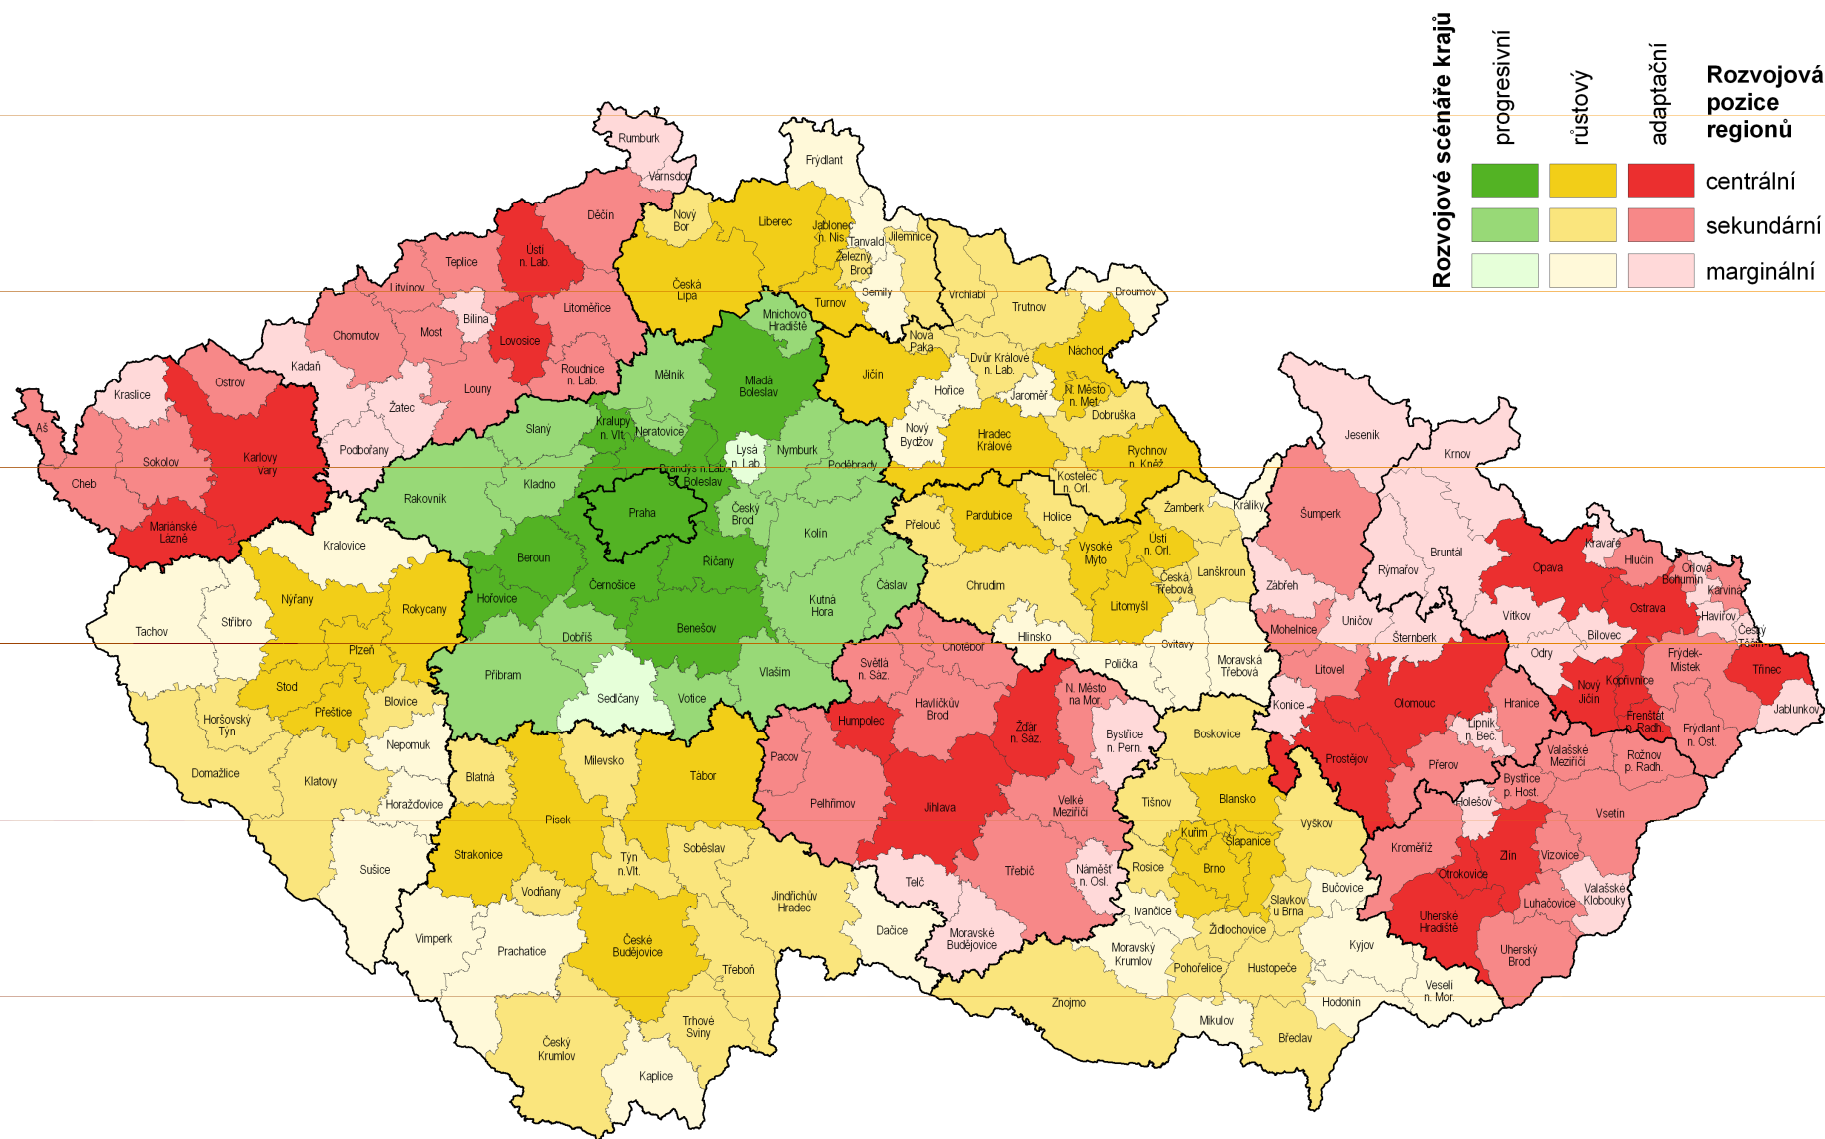 Rozvojové scénáře krajů
progresivní
růstový
adaptační
Rozvojová
pozice
regionů
centrální
sekundární
marginální
Rumburk
Varnsdorf
Děčín
Ústí
n. Lab.
Teplice
Litvínov
Bílina
Most
Chomutov
Kadaň
Lovosice
Litoměřice
Roudnice
n. Lab.
Louny
Žatec
Podbořany
Kraslice
Ostrov
Aš
Sokolov
Cheb
Karlovy
vary
Mariánské
Lázně
Frýdlant
Nový
Bor
Liberec
Jablonec
n. Nis.
Tanvald
Jilemnice
Železný
Brod
Semily
Česká
Lípa
Turnov
Vrchlabí
Trutnov
Broumov
Nová
Paka
Dvůr Králové
n. Lab.
Náchod
Jičín
Hořice
Jaroměř
N. Město
n. Met.
Dobruška
Nový
Bydžov
Hradec
Králové
Rychnov
n. Kněž.
Kostelec
n. Orl.
Mnichovo
Hradiště
Mělník
Mladá
Boleslav
Slaný
Kralupy
n. Vlt.
Neratovice
Lysá
n. Lab.
Nymburk
Poděbrady
Brandýs n.Lab.
St. Boleslav
Rakovník
Kladno
Praha
Český
Brod
Kolín
Beroun
Říčany
Černošice
Hořovice
Kutná
Hora
Čáslav
Benešov
Dobříš
Příbram
Sedlčany
Votice
Vlašim
Přelouč
Pardubice
Holice
Žamberk
Králíky
Vysoké
Mýto
Ústí
n. Orl.
Chrudim
Česká
Třebová
Lanškroun
Litomyšl
Hlinsko
Svitavy
Polička
Moravská
Třebová
Kralovice
Tachov
Stříbro
Nýřany
Rokycany
Plzeň
Stod
Přeštice
Blovice
Horšovský
Týn
Nepomuk
Domažlice
Klatovy
Horažďovice
Sušice
Blatná
Milevsko
Tábor
Písek
Strakonice
Týn
n.Vlt.
Soběslav
Vodňany
Jindřichův
Hradec
Vimperk
Prachatice
České
Budějovice
Dačice
Třeboň
Trhové
Sviny
Český
Krumlov
Kaplice
Světlá
n. Sáz.
Chotěboř
Havlíčkův
Brod
Humpolec
Žďár
n. Sáz.
N. Město
na Mor.
Bystřice
n. Pern.
Pacov
Pelhřimov
Jihlava
Velké
Meziříčí
Třebíč
Náměšť
n. Osl.
Telč
Moravské
Budějovice
Boskovice
Tišnov
Blansko
Vyškov
Kuřim
Šlapanice
Rosice
Brno
Bučovice
Slavkov
u Brna
Ivančice
Židlochovice
Moravský
Krumlov
Kyjov
Pohořelice
Hustopeče
Znojmo
Veselí
n. Mor.
Hodonín
Mikulov
Břeclav
Jeseník
Šumperk
Zábřeh
Mohelnice
Uničov
Šternberk
Litovel
Konice
Olomouc
Hranice
Lipník
n. Beč.
Prostějov
Přerov
Krnov
Bruntál
Rýmařov
Opava
Kravaře
Hlučín
Orlová
Bohumín
Karviná
Ostrava
Havířov
Český
Těšín
Vítkov
Bílovec
Odry
Frýdek-
Místek
Třinec
Nový
Jičín
Kopřivnice
Frenštát
p. Radh.
Frýdlant
n. Ost.
Jablunkov
Valašské
Meziříčí
Rožnov
p. Radh.
Bystřice
p. Host.
Holešov
Vsetín
Kroměříž
Zlín
Vizovice
Otrokovice
Valašské
Klobouky
Luhačovice
Uherské
Hradiště
Uherský
Brod